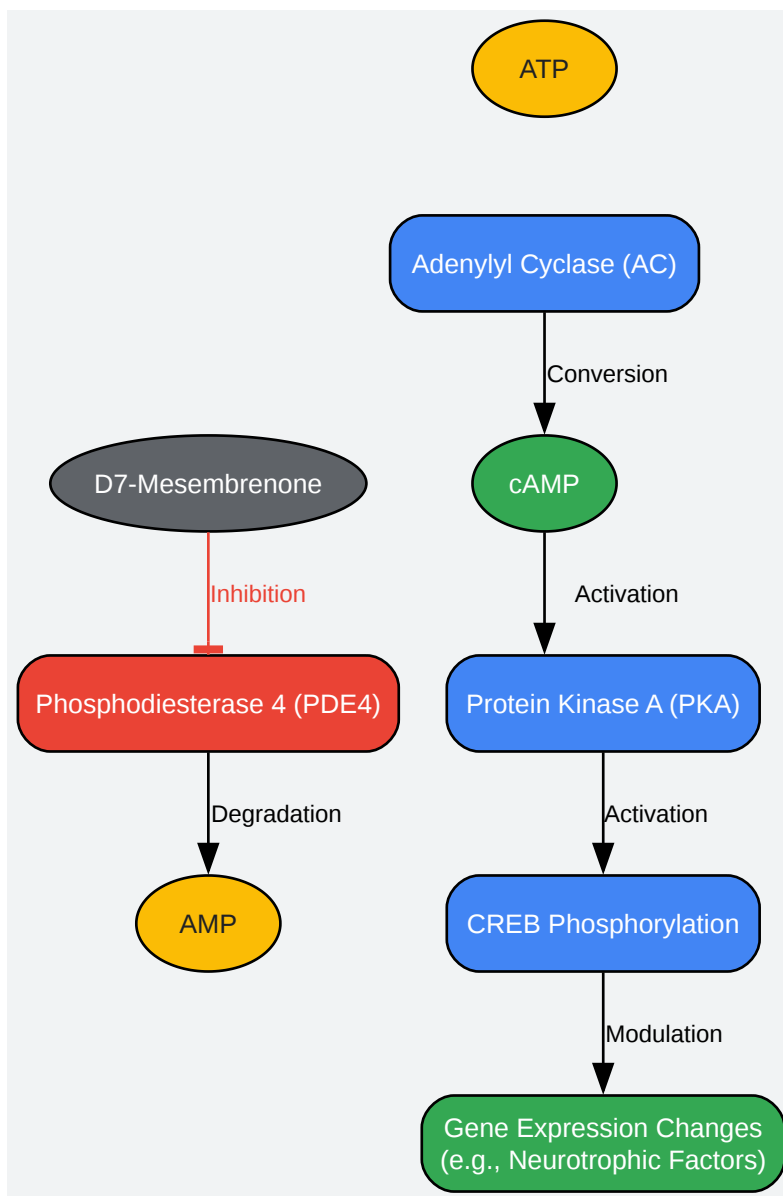 ATP
Adenylyl Cyclase (AC)
Conversion
D7-Mesembrenone
cAMP
Inhibition
Activation
Phosphodiesterase 4 (PDE4)
Protein Kinase A (PKA)
Degradation
Activation
AMP
CREB Phosphorylation
Modulation
Gene Expression Changes
(e.g., Neurotrophic Factors)